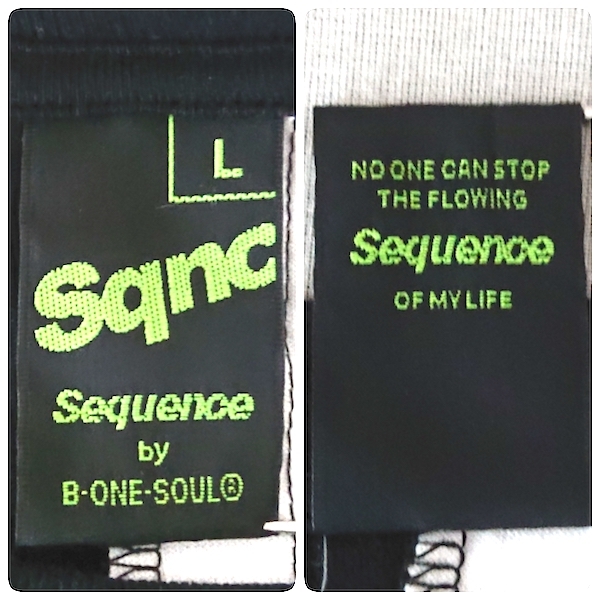 L
Sqnc
Sequence
by
B-ONE-SOUL®
NO ONE CAN STOP
THE FLOWING
Sequence
OF MY LIFE